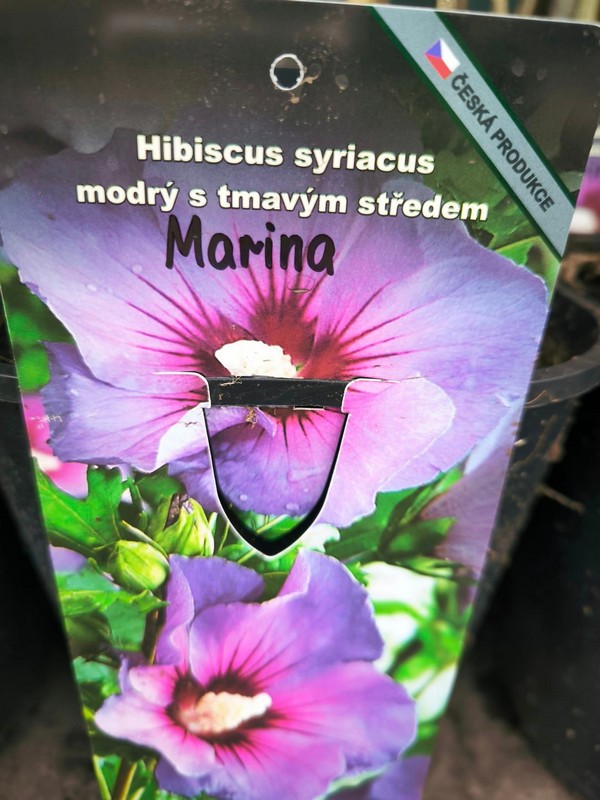 ČESKÁ PRODUKCE
Hibiscus syriacus
modrý s tmavým středem
Marina